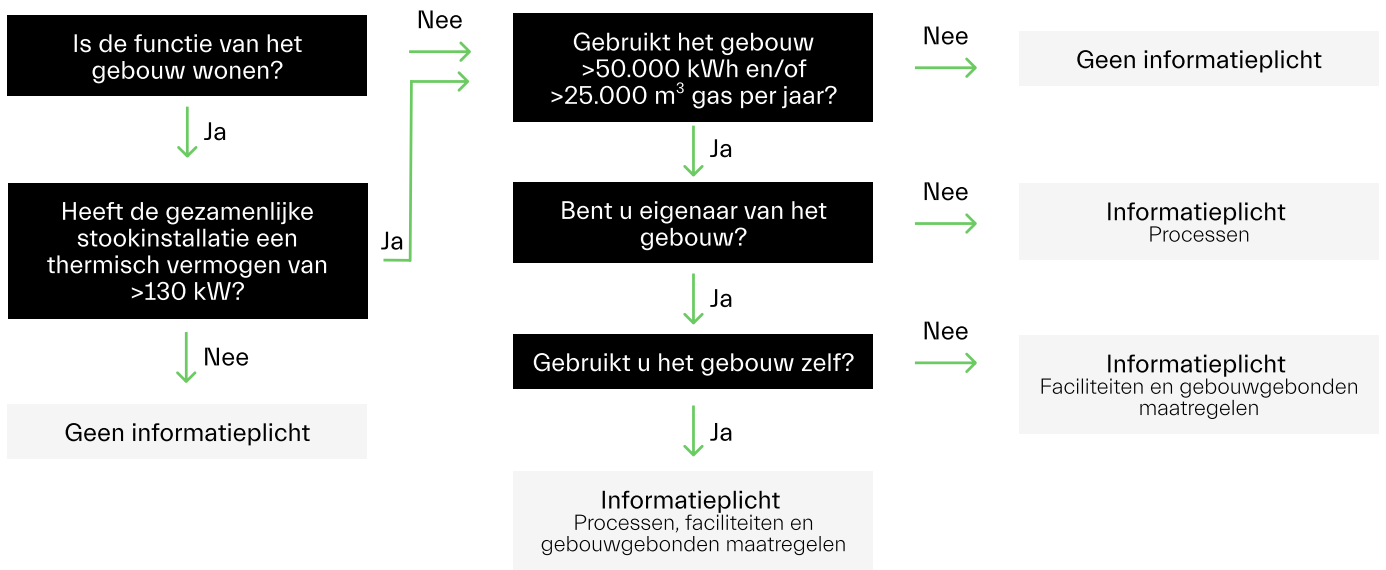 Is de functie van het
gebouw wonen?
Nee
Ja
Heeft de gezamenlijke
stookinstallatie een
thermisch vermogen van
>130 kW?
Ja
Nee
Geen informatieplicht
Gebruikt het gebouw
>50.000 kWh en/of
>25.000 m³ gas per jaar?
Nee
Geen informatieplicht
Ja
Bent u eigenaar van het
gebouw?
Nee
Informatieplicht
Processen
Ja
Gebruikt u het gebouw zelf?
Nee
Informatieplicht
Faciliteiten en gebouwgebonden
maatregelen
Ja
Informatieplicht
Processen, faciliteiten en
gebouwgebonden maatregelen